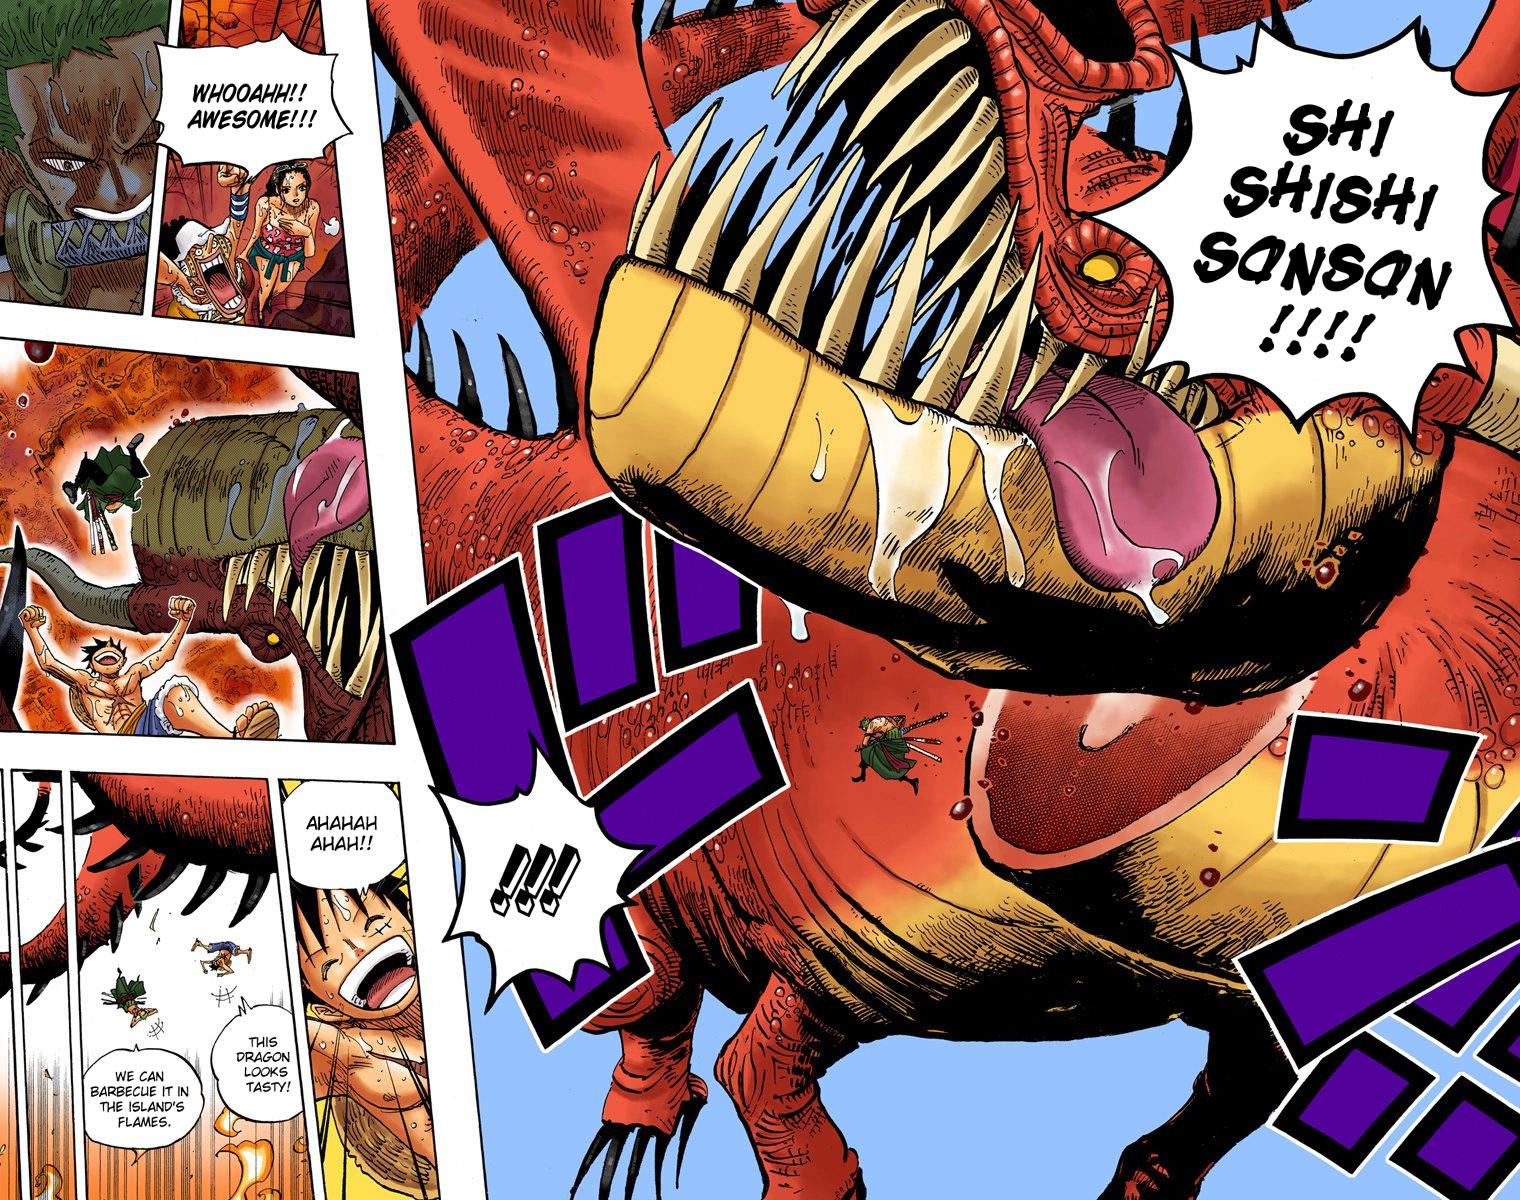 SHI
SHISHI
SONSON
!!!!
!!!!
WHOOAHH!!
AWESOME!!!
AHAHAH
AHAH!!
THIS
DRAGON
LOOKS
TASTY!
WE CAN
BARBECUE IT IN
THE ISLAND'S
FLAMES.